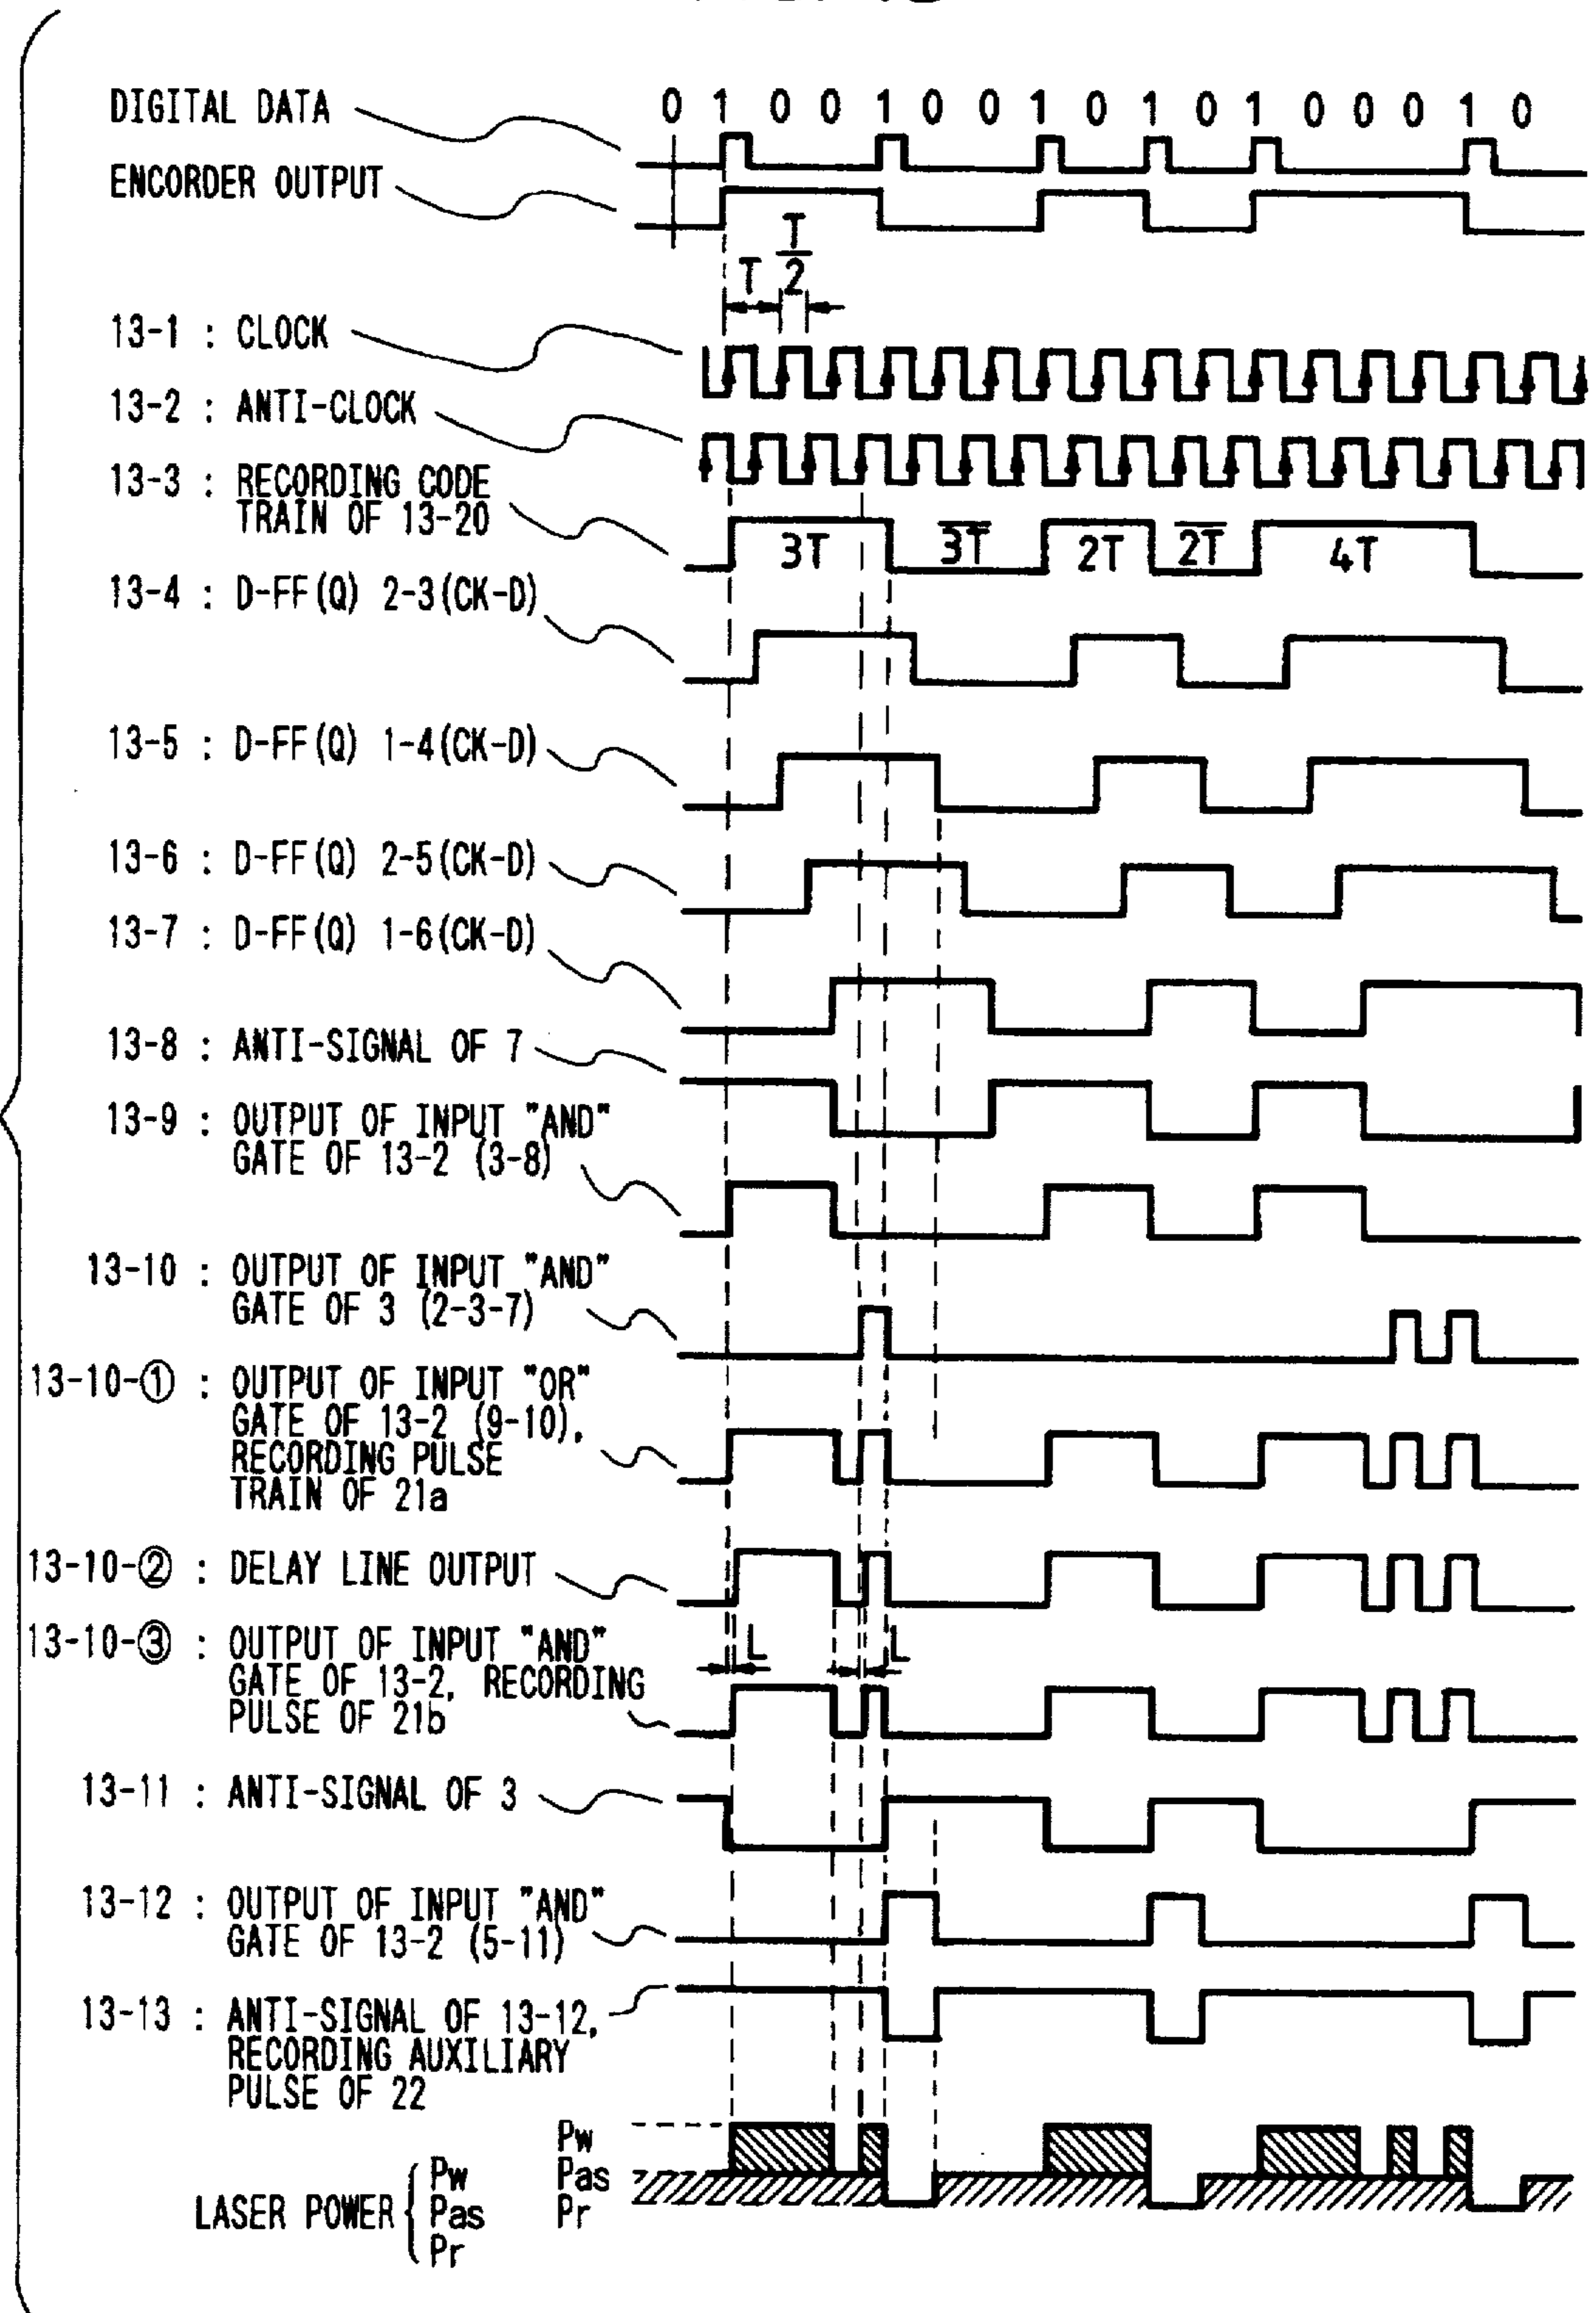 DIGITAL DATA
0 1 0 0 1 0 0 1 0 1 0 1 0 0 0 1 0
ENCORDER OUTPUT
T T/2
13-1 : CLOCK
13-2 : ANTI-CLOCK
13-3 : RECORDING CODE
TRAIN OF 13-20
3T 3̅T̅ 2T 2̅T̅ 4T
13-4 : D-FF(Q) 2-3(CK-D)
13-5 : D-FF(Q) 1-4(CK-D)
13-6 : D-FF(Q) 2-5(CK-D)
13-7 : D-FF(Q) 1-6(CK-D)
13-8 : ANTI-SIGNAL OF 7
13-9 : OUTPUT OF INPUT "AND"
GATE OF 13-2 (3-8)
13-10 : OUTPUT OF INPUT "AND"
GATE OF 3 (2-3-7)
13-10-① : OUTPUT OF INPUT "OR"
GATE OF 13-2 (9-10),
RECORDING PULSE
TRAIN OF 21a
13-10-② : DELAY LINE OUTPUT
L L
13-10-③ : OUTPUT OF INPUT "AND"
GATE OF 13-2, RECORDING
PULSE OF 21b
13-11 : ANTI-SIGNAL OF 3
13-12 : OUTPUT OF INPUT "AND"
GATE OF 13-2 (5-11)
13-13 : ANTI-SIGNAL OF 13-12,
RECORDING AUXILIARY
PULSE OF 22
Pw
Pas
Pr
LASER POWER { Pw
Pas
Pr